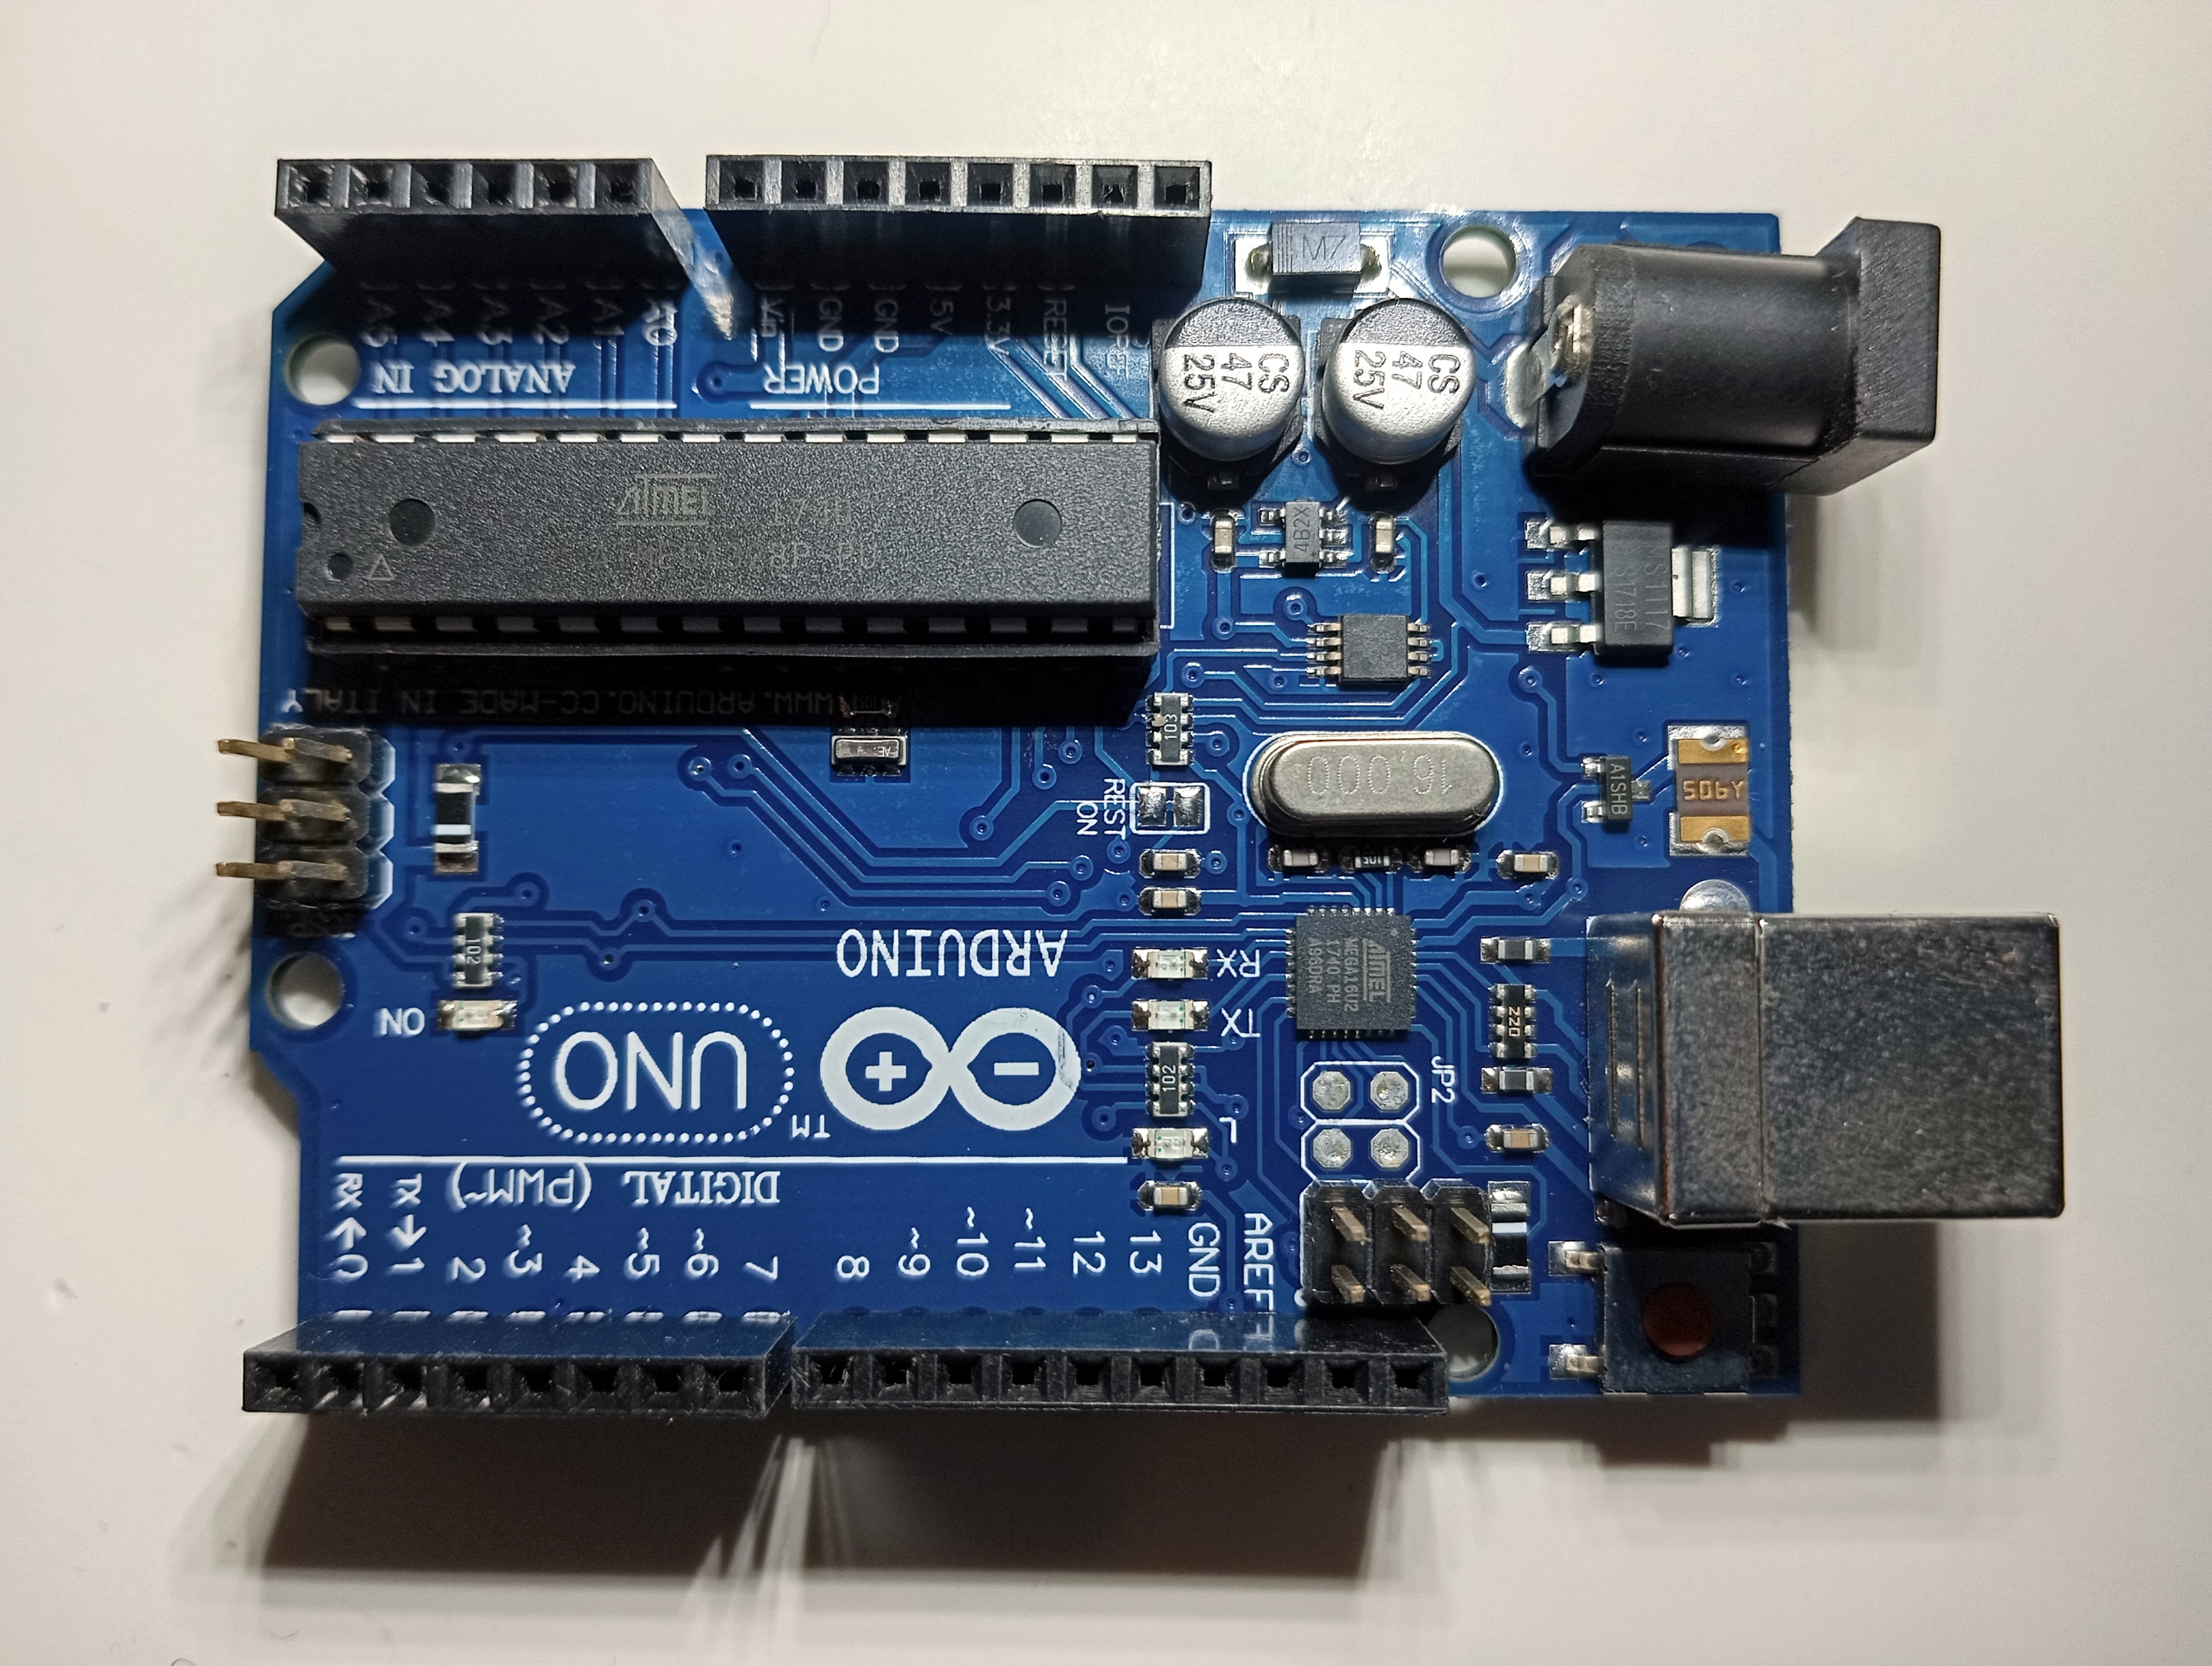 A5
A4
A3
A2
A1
A0
ANALOG IN
Vin
GND
GND
5V
3.3V
RESET
POWER
M7
CS
47
25V
CS
47
25V
ATMEL
4B2X
WWW.ARDUINO.CC-MADE IN ITALY
103
RESET
ON
16.000
A1SHB
102
ON
ARDUINO
UNO
TM
RX
TX
102
L
ATMEL
MEGA16U2
220
JP2
DIGITAL (PWM~)
RX←0
TX→1
2
~3
4
~5
~6
7
8
~9
~10
~11
12
13
GND
AREF